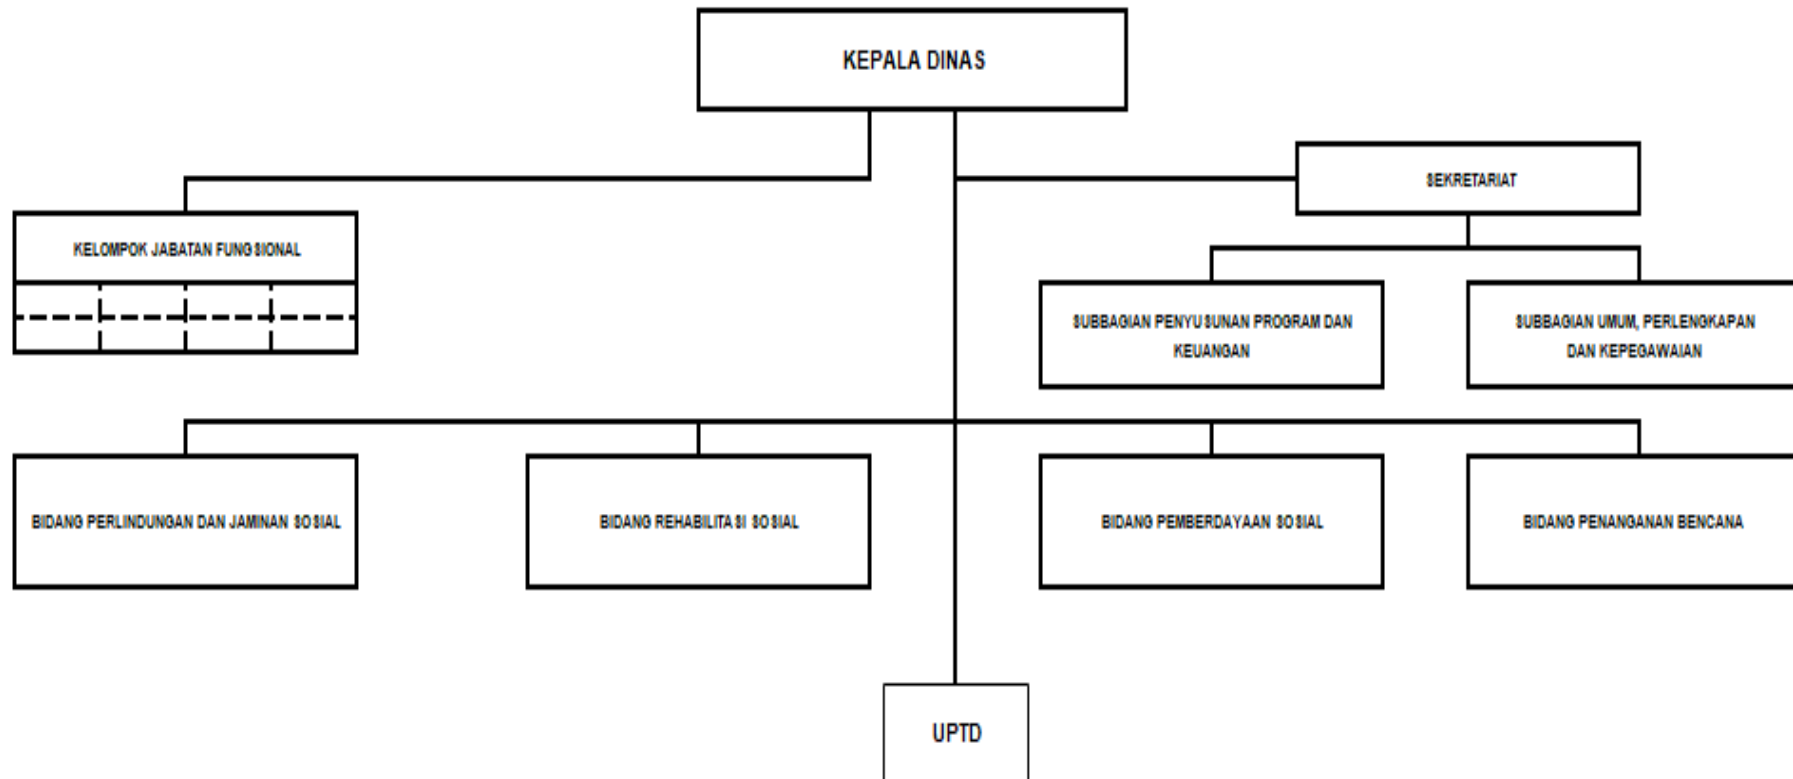 KEPALA DINAS
SEKRETARIAT
KELOMPOK JABATAN FUNGSIONAL
SUBBAGIAN PENYUSUNAN PROGRAM DAN
KEUANGAN
SUBBAGIAN UMUM, PERLENGKAPAN
DAN KEPEGAWAIAN
BIDANG PERLINDUNGAN DAN JAMINAN SOSIAL
BIDANG REHABILITASI SOSIAL
BIDANG PEMBERDAYAAN SOSIAL
BIDANG PENANGANAN BENCANA
UPTD